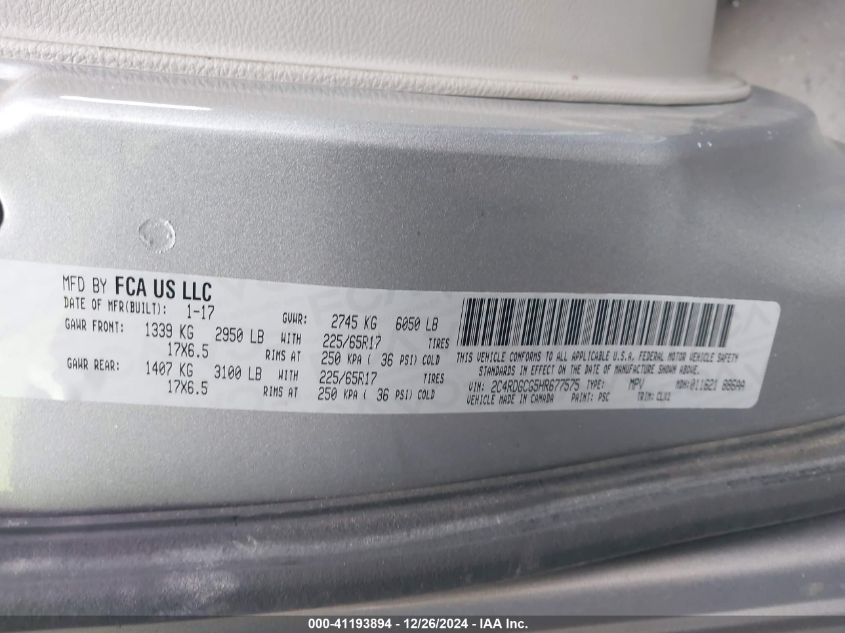 MFD BY FCA US LLC
DATE OF MFR(BUILT): 1-17
GVWR: 2745 KG 6050 LB
GAWR FRONT: 1339 KG 2950 LB WITH 225/65R17 TIRES
17X6.5 RIMS AT 250 KPA ( 36 PSI) COLD
GAWR REAR: 1407 KG 3100 LB WITH 225/65R17 TIRES
17X6.5 RIMS AT 250 KPA ( 36 PSI) COLD
THIS VEHICLE CONFORMS TO ALL APPLICABLE U.S.A. FEDERAL MOTOR VEHICLE SAFETY
STANDARDS IN EFFECT ON THE DATE OF MANUFACTURE SHOWN ABOVE.
VIN: 2C4RDGCG5HR677575 TYPE: MPV MDH:011621
VEHICLE MADE IN CANADA PAINT: PSC TRIM:
000-41193894 - 12/26/2024 - IAA Inc.